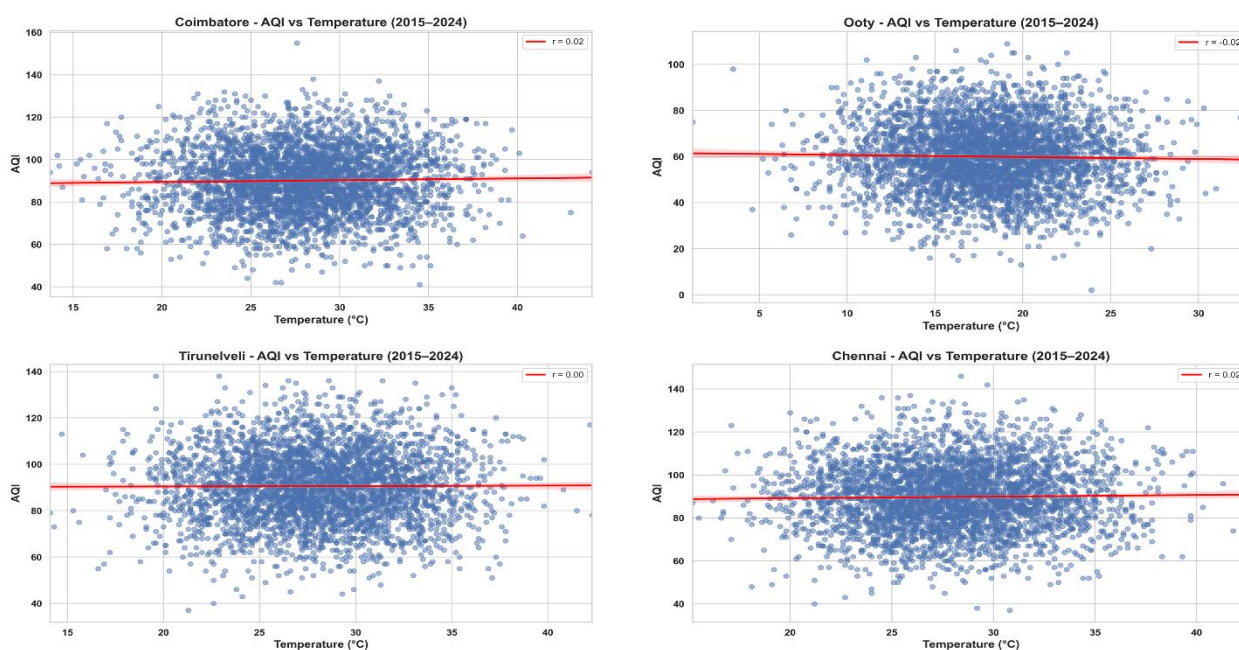 Coimbatore - AQI vs Temperature (2015–2024)
r = 0.02
160
140
120
100
80
60
40
AQI
15 20 25 30 35 40
Temperature (°C)
Ooty - AQI vs Temperature (2015–2024)
r = -0.02
100
80
60
40
20
0
AQI
5 10 15 20 25 30
Temperature (°C)
Tirunelveli - AQI vs Temperature (2015–2024)
r = 0.00
140
120
100
80
60
40
AQI
15 20 25 30 35 40
Temperature (°C)
Chennai - AQI vs Temperature (2015–2024)
r = 0.02
140
120
100
80
60
40
AQI
20 25 30 35 40
Temperature (°C)